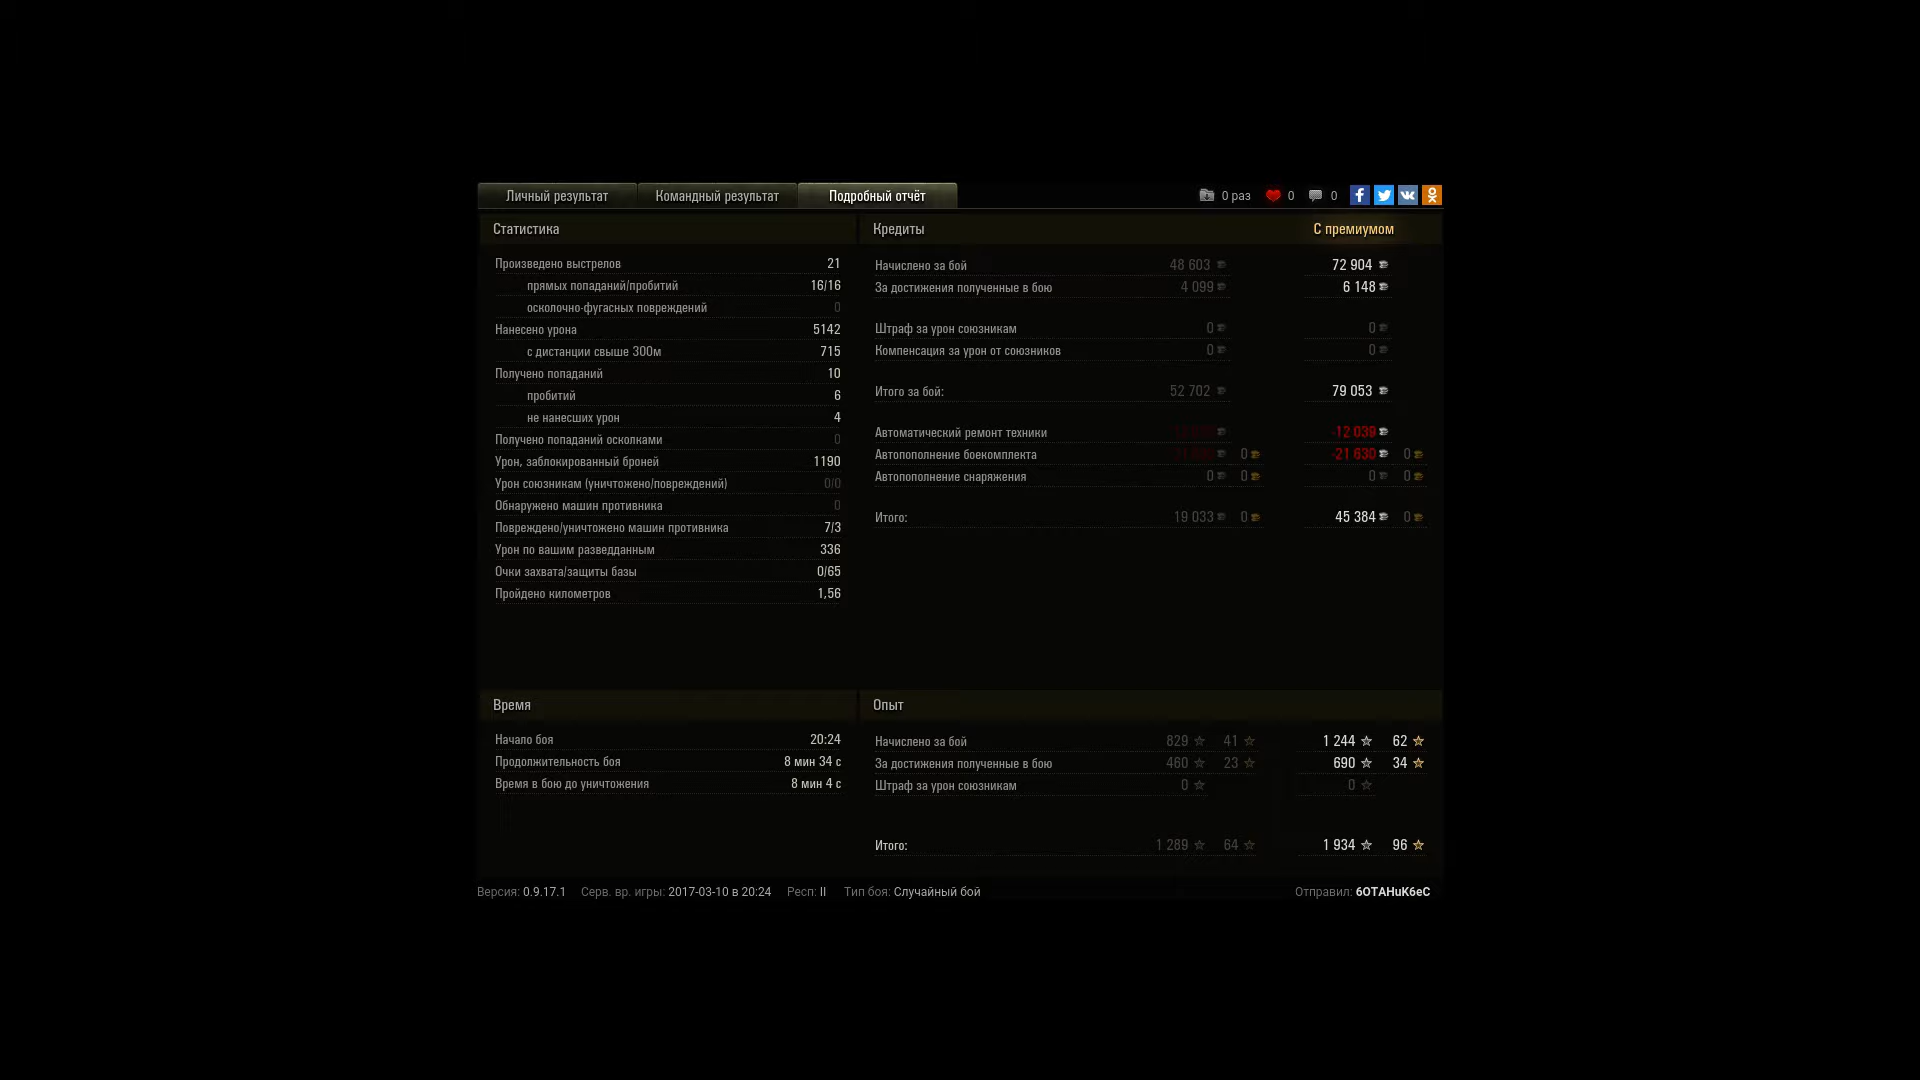 Личный результат Командный результат Подробный отчёт 0 раз 0 0
Статистика
Произведено выстрелов 21
прямых попаданий/пробитий 16/16
осколочно-фугасных повреждений 0
Нанесено урона 5142
с дистанции свыше 300м 715
Получено попаданий 10
пробитий 6
не нанесших урон 4
Получено попаданий осколками 0
Урон, заблокированный броней 1190
Урон союзникам (уничтожено/повреждений) 0/0
Обнаружено машин противника 0
Повреждено/уничтожено машин противника 7/3
Урон по вашим разведданным 336
Очки захвата/защиты базы 0/65
Пройдено километров 1,56
Кредиты С премиумом
Начислено за бой 48 603 72 904
За достижения полученные в бою 4 099 6 148
Штраф за урон союзникам 0 0
Компенсация за урон от союзников 0 0
Итого за бой: 52 702 79 053
Автоматический ремонт техники -12 039
Автопополнение боекомплекта 0 -21 630 0
Автопополнение снаряжения 0 0 0 0
Итого: 19 033 0 45 384 0
Время
Начало боя 20:24
Продолжительность боя 8 мин 34 с
Время в бою до уничтожения 8 мин 4 с
Опыт
Начислено за бой 829 41 1 244 62
За достижения полученные в бою 460 23 690 34
Штраф за урон союзникам 0 0
Итого: 1 289 64 1 934 96
Версия: 0.9.17.1 Серв. вр. игры: 2017-03-10 в 20:24 Респ: II Тип боя: Случайный бой Отправил: 6OTAHuK6eC